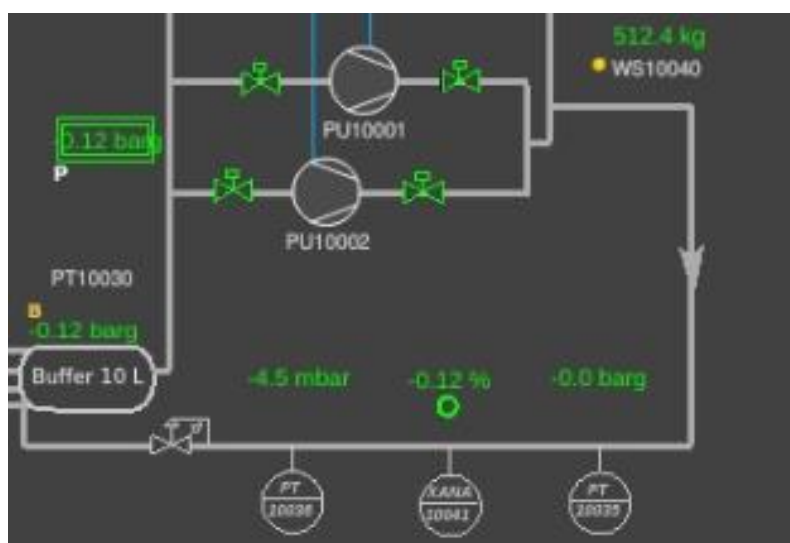 512.4 kg
WS10040
PU10001
-0.12 barg
P
PU10002
PT10030
B
-0.12 barg
Buffer 10 L
-4.5 mbar
-0.12 %
-0.0 barg
PT
10036
XANA
10041
PT
10035